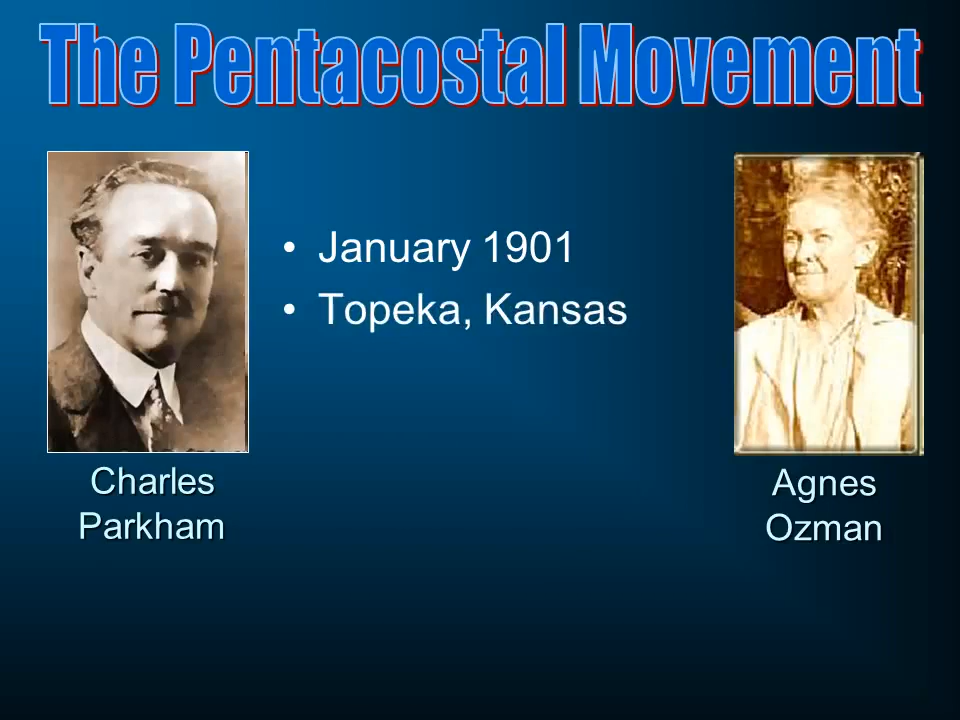 The Pentacostal Movement
• January 1901
• Topeka, Kansas
Charles
Parkham
Agnes
Ozman